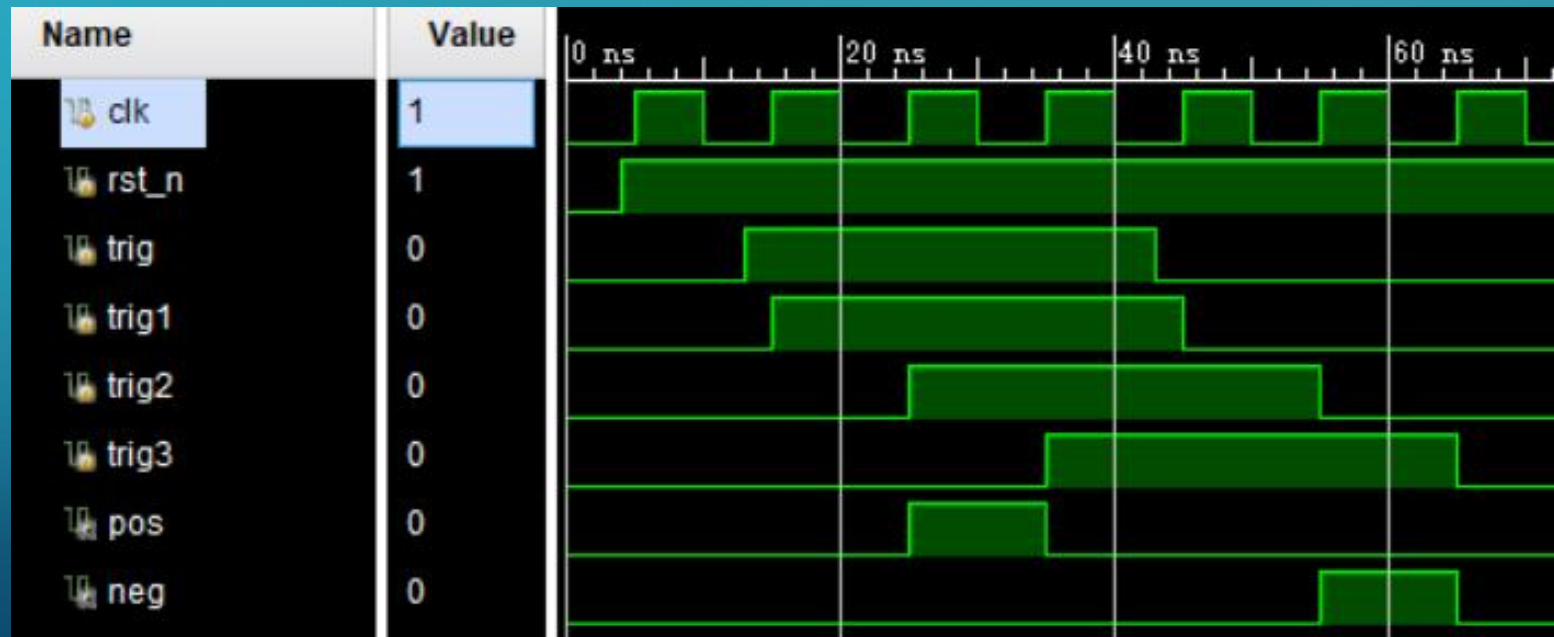 Name Value 0 ns 20 ns 40 ns 60 ns
clk 1
rst_n 1
trig 0
trig1 0
trig2 0
trig3 0
pos 0
neg 0